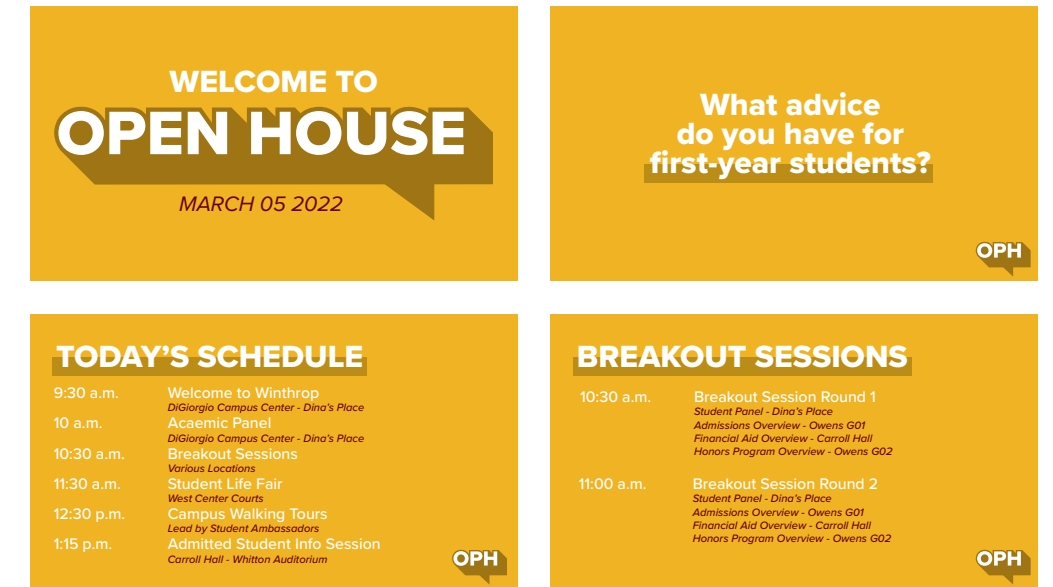 WELCOME TO
OPEN HOUSE
MARCH 05 2022
What advice
do you have for
first-year students?
OPH
TODAY'S SCHEDULE
9:30 a.m. Welcome to Winthrop
DiGiorgio Campus Center - Dina's Place
10 a.m. Acaemic Panel
DiGiorgio Campus Center - Dina's Place
10:30 a.m. Breakout Sessions
Various Locations
11:30 a.m. Student Life Fair
West Center Courts
12:30 p.m. Campus Walking Tours
Lead by Student Ambassadors
1:15 p.m. Admitted Student Info Session
Carroll Hall - Whitton Auditorium
OPH
BREAKOUT SESSIONS
10:30 a.m. Breakout Session Round 1
Student Panel - Dina's Place
Admissions Overview - Owens G01
Financial Aid Overview - Carroll Hall
Honors Program Overview - Owens G02
11:00 a.m. Breakout Session Round 2
Student Panel - Dina's Place
Admissions Overview - Owens G01
Financial Aid Overview - Carroll Hall
Honors Program Overview - Owens G02
OPH